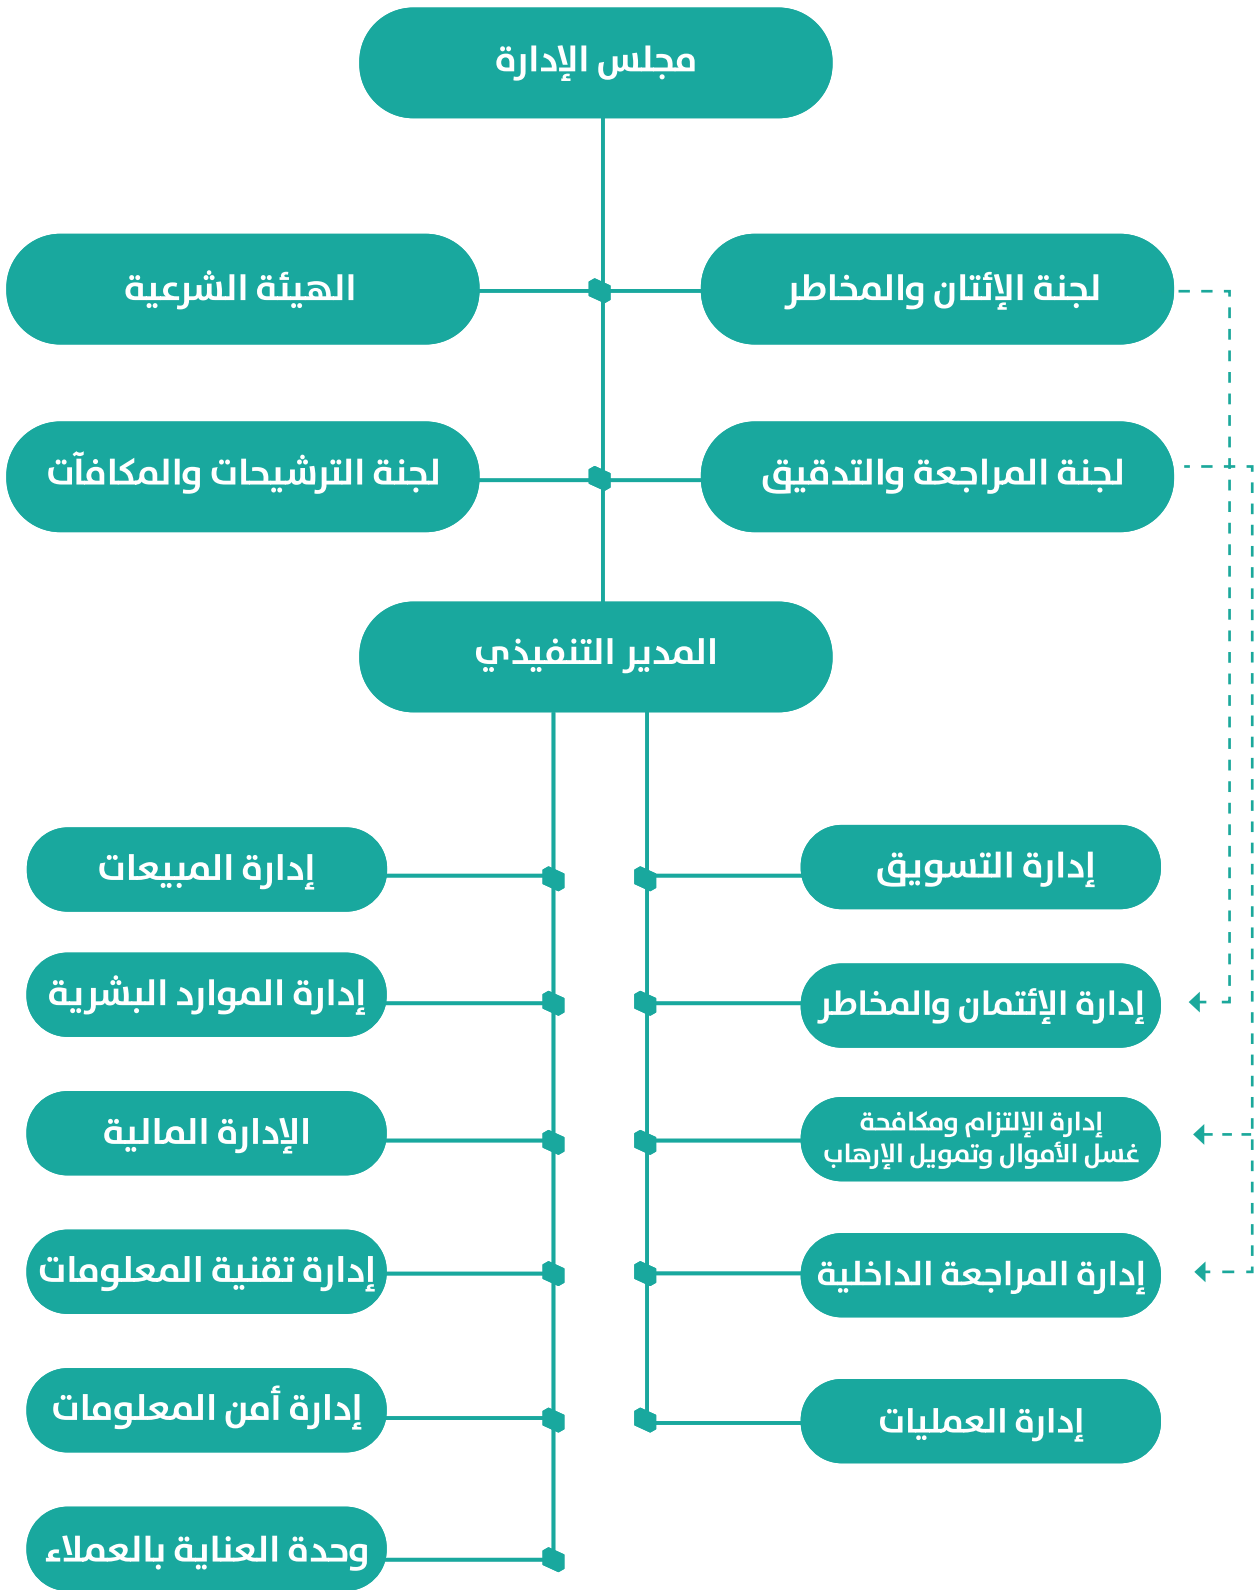 مجلس الإدارة
لجنة الإئتان والمخاطر
الهيئة الشرعية
لجنة المراجعة والتدقيق
لجنة الترشيحات والمكافآت
المدير التنفيذي
إدارة التسويق
إدارة المبيعات
إدارة الإئتمان والمخاطر
إدارة الموارد البشرية
إدارة الإلتزام ومكافحة
غسل الأموال وتمويل الإرهاب
الإدارة المالية
إدارة المراجعة الداخلية
إدارة تقنية المعلومات
إدارة العمليات
إدارة أمن المعلومات
وحدة العناية بالعملاء